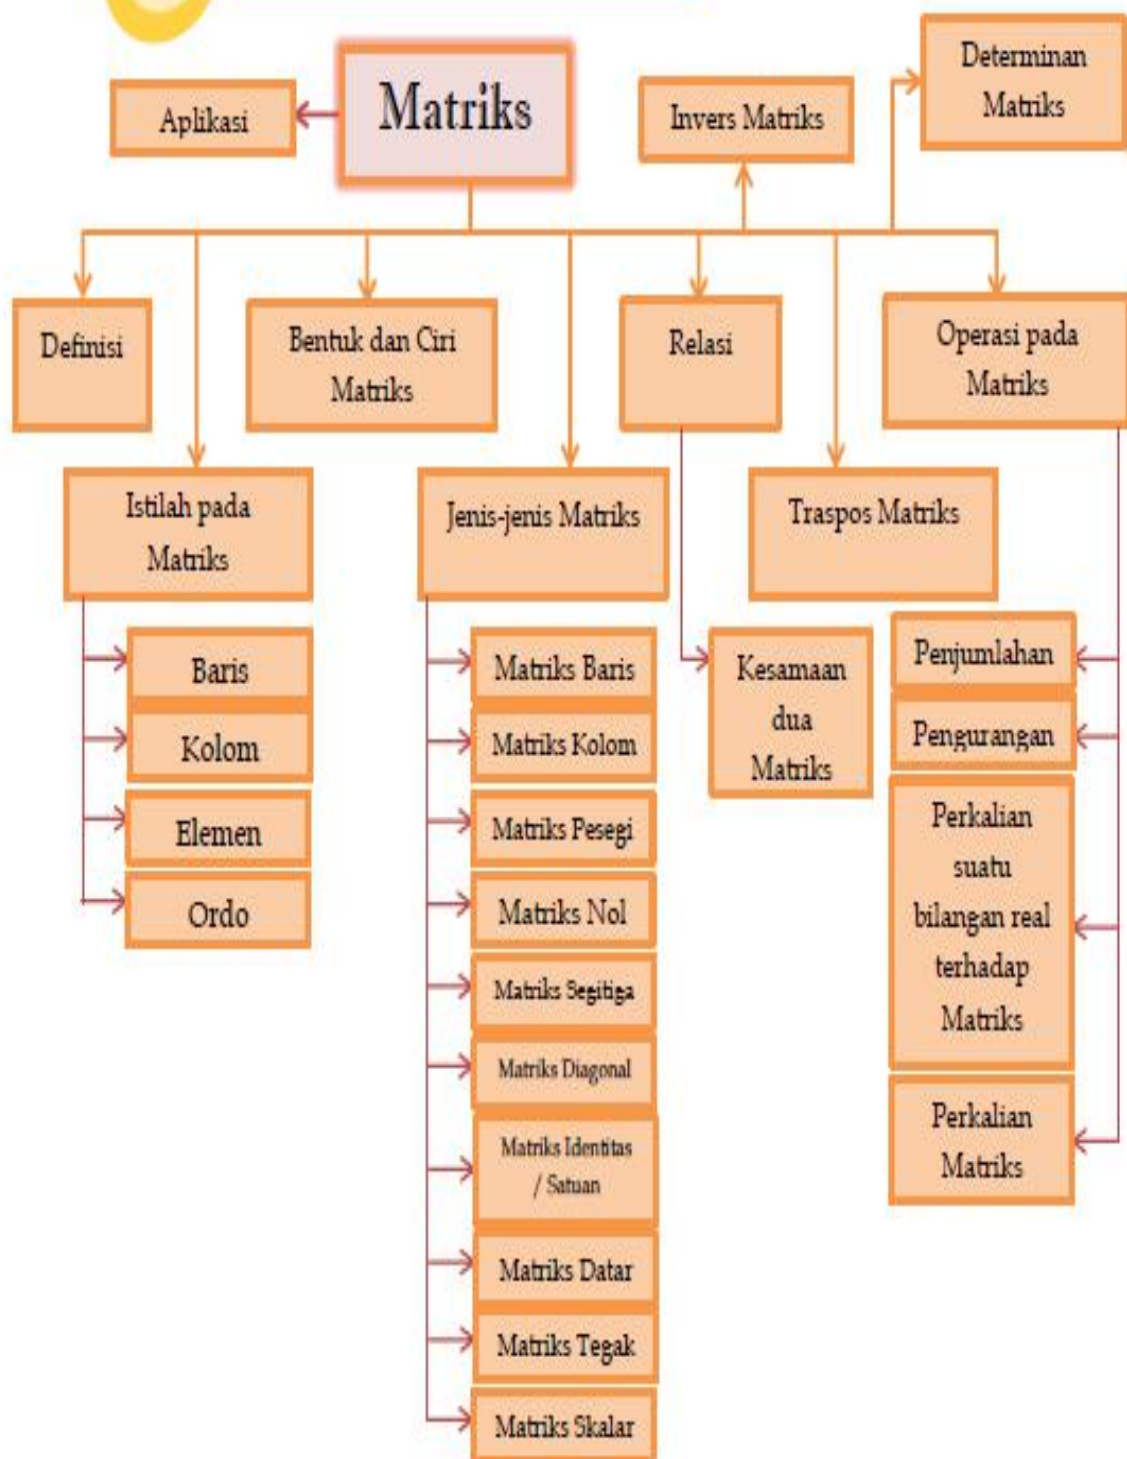 Matriks
Aplikasi
Invers Matriks
Determinan
Matriks
Definisi
Bentuk dan Ciri
Matriks
Relasi
Operasi pada
Matriks
Istilah pada
Matriks
Jenis-jenis Matriks
Traspos Matriks
Baris
Kolom
Elemen
Ordo
Matriks Baris
Matriks Kolom
Matriks Pesegi
Matriks Nol
Matriks Segitiga
Matriks Diagonal
Matriks Identitas
/ Satuan
Matriks Datar
Matriks Tegak
Matriks Skalar
Kesamaan
dua
Matriks
Penjumlahan
Pengurangan
Perkalian
suatu
bilangan real
terhadap
Matriks
Perkalian
Matriks